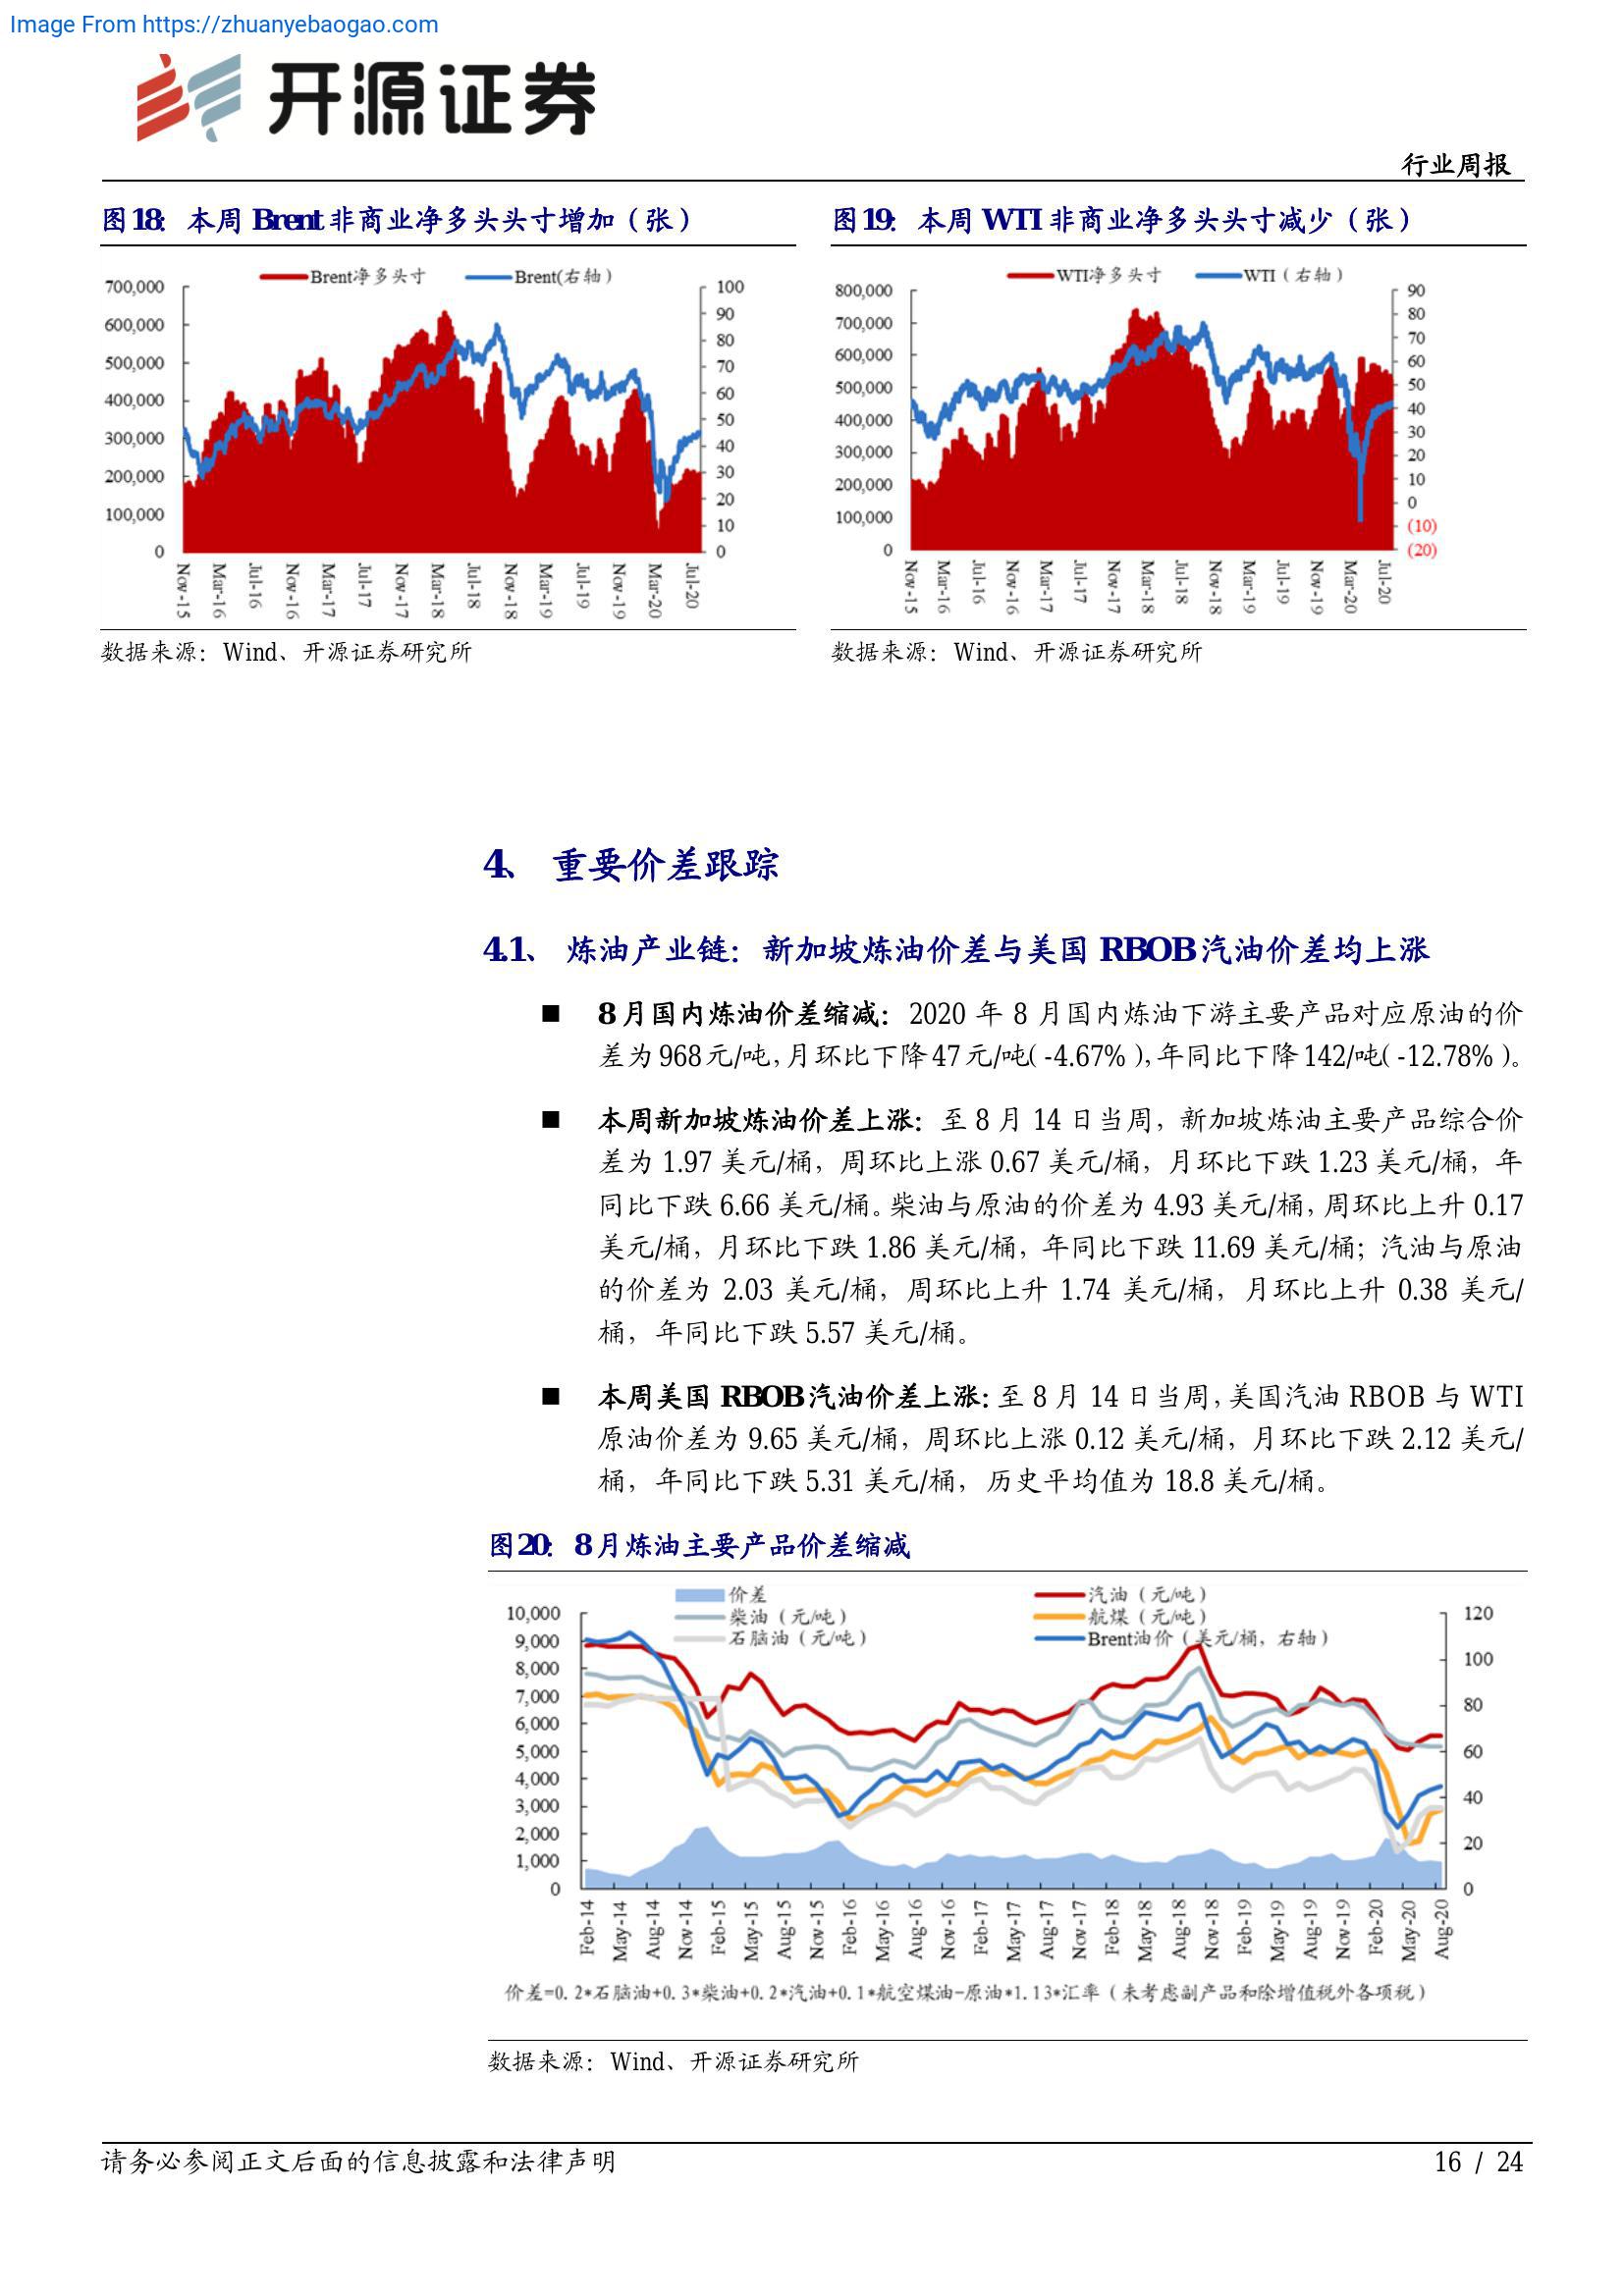 Image From https://zhuanyebaogao.com
开源证券
行业周报
图18： 本周 Brent 非商业净多头头寸增加（张）
Brent净多头寸 Brent(右轴）
700,000
600,000
500,000
400,000
300,000
200,000
100,000
0
100
90
80
70
60
50
40
30
20
10
0
Nov-15 Mar-16 Jul-16 Nov-16 Mar-17 Jul-17 Nov-17 Mar-18 Jul-18 Nov-18 Mar-19 Jul-19 Nov-19 Mar-20 Jul-20
数据来源：Wind、开源证券研究所
图19： 本周 WTI 非商业净多头头寸减少（张）
WTI净多头寸 WTI（右轴）
800,000
700,000
600,000
500,000
400,000
300,000
200,000
100,000
0
90
80
70
60
50
40
30
20
10
0
(10)
(20)
Nov-15 Mar-16 Jul-16 Nov-16 Mar-17 Jul-17 Nov-17 Mar-18 Jul-18 Nov-18 Mar-19 Jul-19 Nov-19 Mar-20 Jul-20
数据来源：Wind、开源证券研究所
4、 重要价差跟踪
4.1、 炼油产业链：新加坡炼油价差与美国 RBOB 汽油价差均上涨
■ 8 月国内炼油价差缩减：2020 年 8 月国内炼油下游主要产品对应原油的价
差为 968 元/吨，月环比下降 47 元/吨（-4.67%），年同比下降 142/吨（-12.78%）。
■ 本周新加坡炼油价差上涨：至 8 月 14 日当周，新加坡炼油主要产品综合价
差为 1.97 美元/桶，周环比上涨 0.67 美元/桶，月环比下跌 1.23 美元/桶，年
同比下跌 6.66 美元/桶。柴油与原油的价差为 4.93 美元/桶，周环比上升 0.17
美元/桶，月环比下跌 1.86 美元/桶，年同比下跌 11.69 美元/桶；汽油与原油
的价差为 2.03 美元/桶，周环比上升 1.74 美元/桶，月环比上升 0.38 美元/
桶，年同比下跌 5.57 美元/桶。
■ 本周美国 RBOB 汽油价差上涨：至 8 月 14 日当周，美国汽油 RBOB 与 WTI
原油价差为 9.65 美元/桶，周环比上涨 0.12 美元/桶，月环比下跌 2.12 美元/
桶，年同比下跌 5.31 美元/桶，历史平均值为 18.8 美元/桶。
图20： 8 月炼油主要产品价差缩减
价差 汽油（元/吨）
柴油（元/吨） 航煤（元/吨）
石脑油（元/吨） Brent油价（美元/桶，右轴）
10,000
9,000
8,000
7,000
6,000
5,000
4,000
3,000
2,000
1,000
0
120
100
80
60
40
20
0
Feb-14 May-14 Aug-14 Nov-14 Feb-15 May-15 Aug-15 Nov-15 Feb-16 May-16 Aug-16 Nov-16 Feb-17 May-17 Aug-17 Nov-17 Feb-18 May-18 Aug-18 Nov-18 Feb-19 May-19 Aug-19 Nov-19 Feb-20 May-20 Aug-20
价差=0.2*石脑油+0.3*柴油+0.2*汽油+0.1*航空煤油-原油*1.13*汇率（未考虑副产品和除增值税外各项税）
数据来源：Wind、开源证券研究所
请务必参阅正文后面的信息披露和法律声明
16 / 24